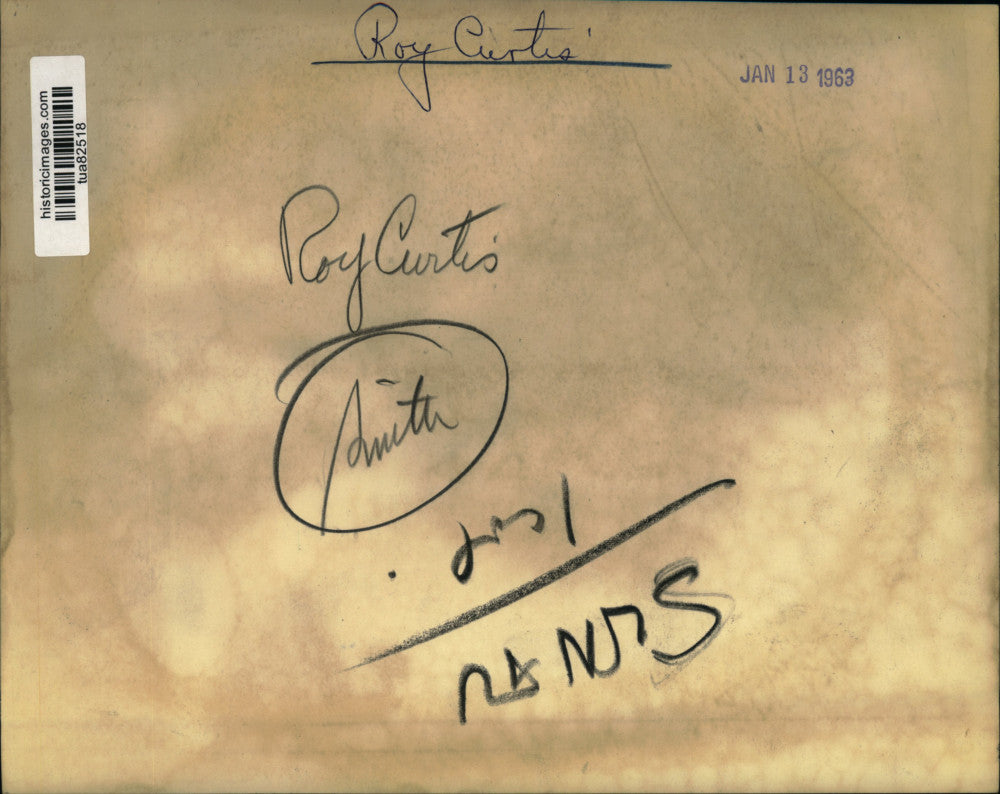 Roy Curtis
JAN 13 1963
historicimages.com
tua82518
Roy Curtis
Smith